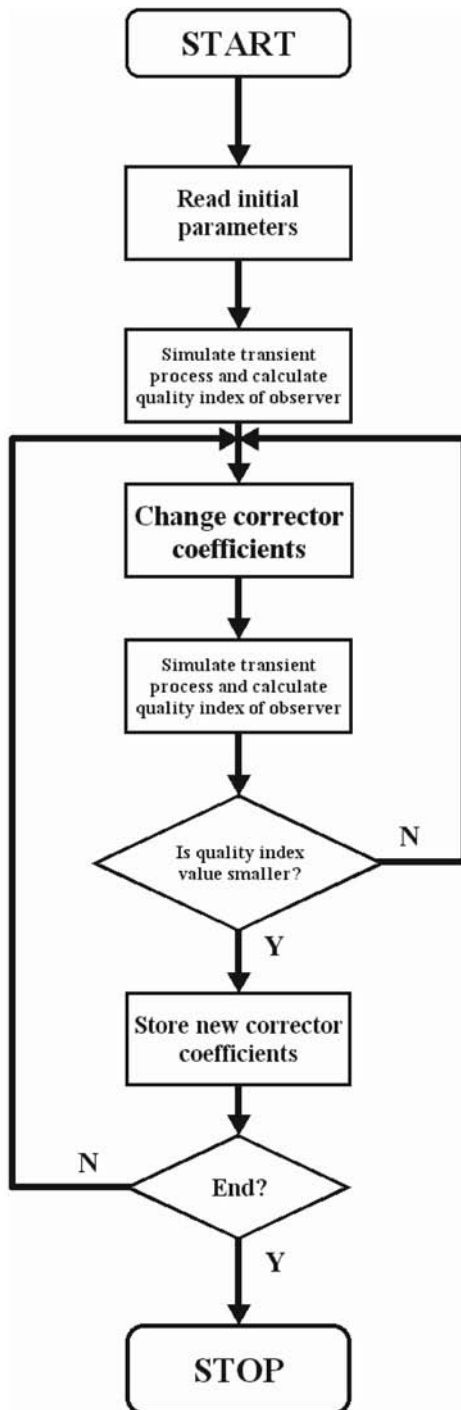 START
Read initial
parameters
Simulate transient
process and calculate
quality index of observer
Change corrector
coefficients
Simulate transient
process and calculate
quality index of observer
Is quality index
value smaller?
N
Y
Store new corrector
coefficients
N
End?
Y
STOP